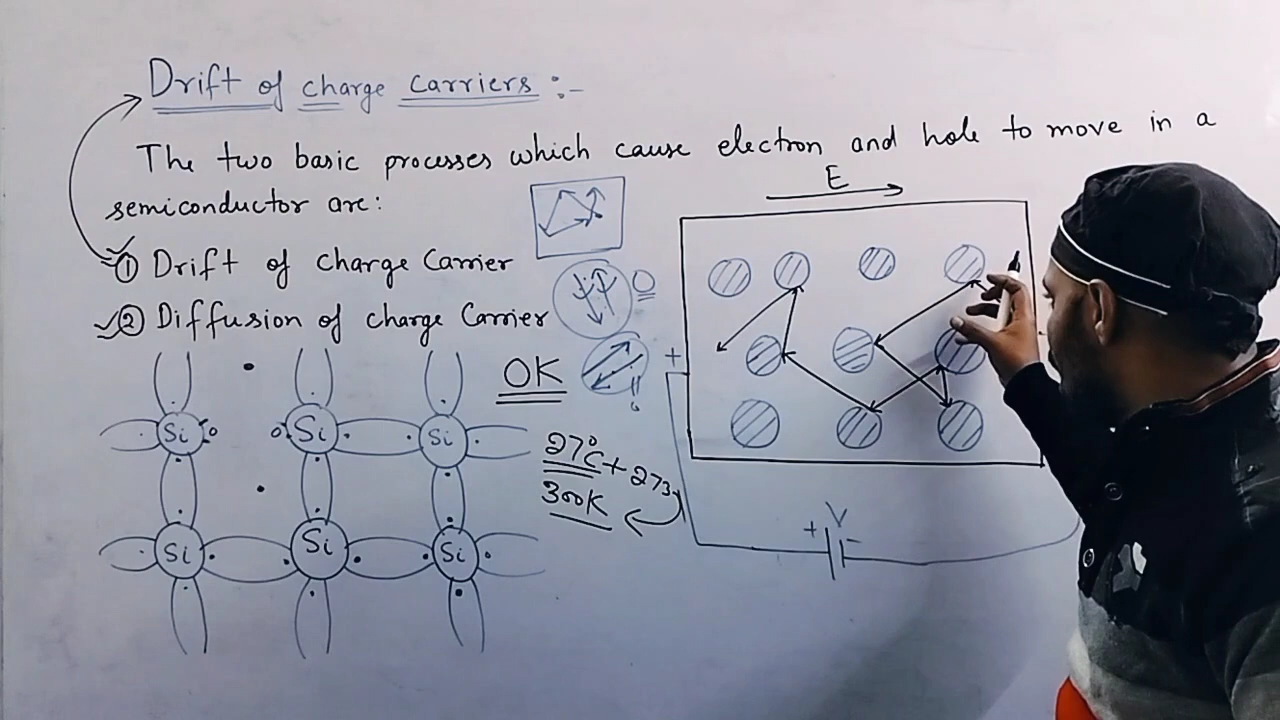 Drift of charge carriers :-
The two basic processes which cause electron and hole to move in a
semiconductor are:
① Drift of charge Carrier
② Diffusion of charge Carrier
OK
27°C + 273
300K
Si Si Si
Si Si Si
E
+
+ V -